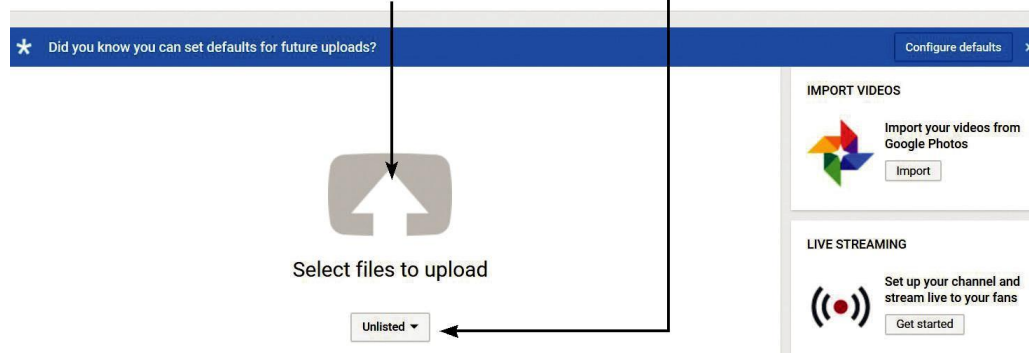 Did you know you can set defaults for future uploads?
Configure defaults
Select files to upload
Unlisted
IMPORT VIDEOS
Import your videos from
Google Photos
Import
LIVE STREAMING
Set up your channel and
stream live to your fans
Get started